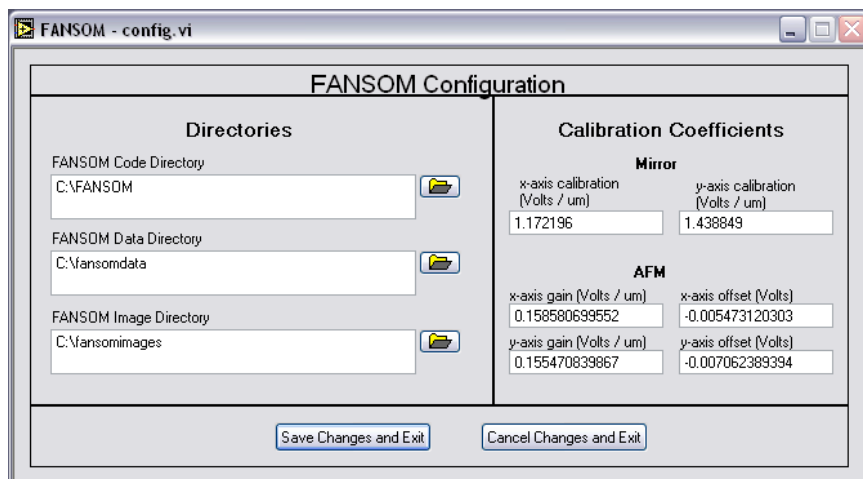 FANSOM - config.vi
FANSOM Configuration
Directories
FANSOM Code Directory
C:\FANSOM
FANSOM Data Directory
C:\fansomdata
FANSOM Image Directory
C:\fansomimages
Calibration Coefficients
Mirror
x-axis calibration
(Volts / um)
y-axis calibration
(Volts / um)
1.172196
1.438849
AFM
x-axis gain (Volts / um)
x-axis offset (Volts)
0.158580699552
-0.005473120303
y-axis gain (Volts / um)
y-axis offset (Volts)
0.155470839867
-0.007062389394
Save Changes and Exit
Cancel Changes and Exit